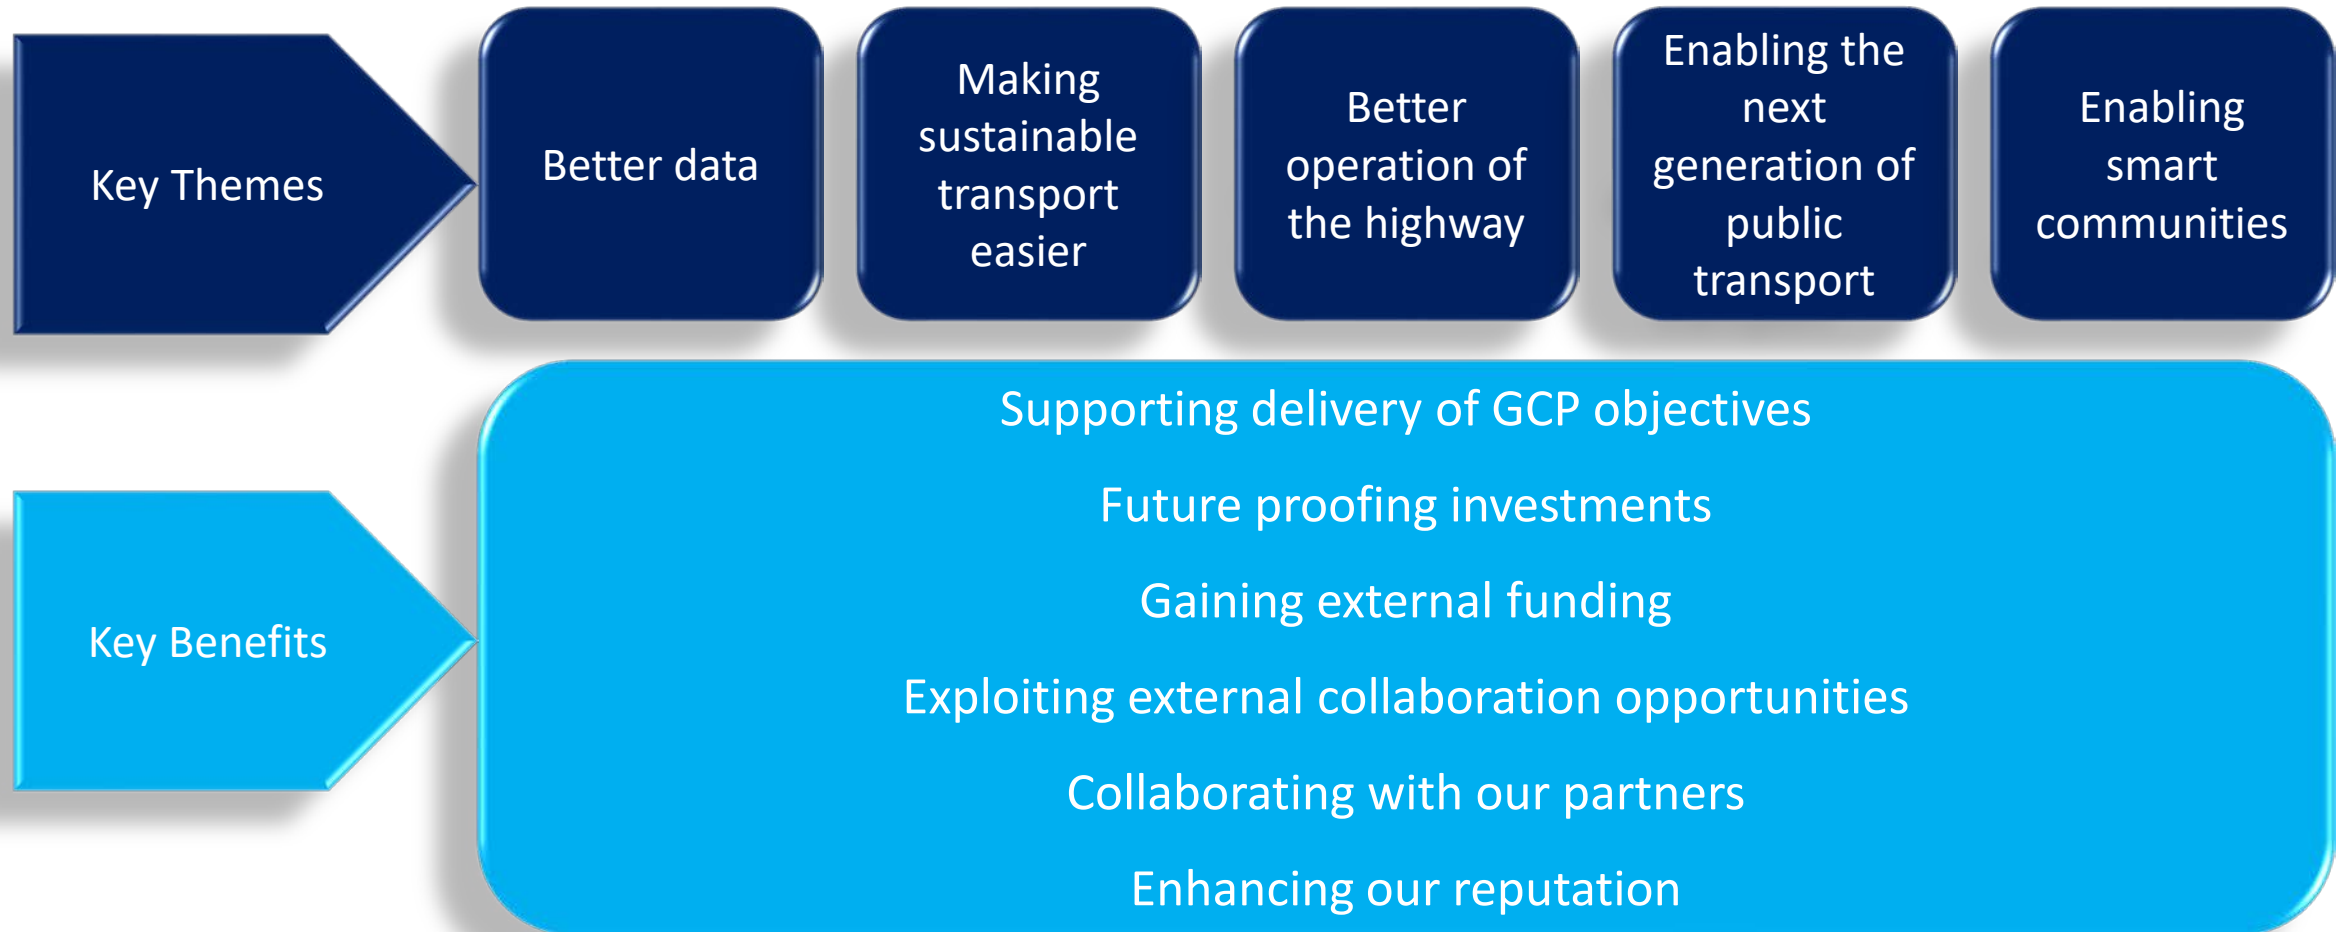 Key Themes
Better data
Making
sustainable
transport
easier
Better
operation of
the highway
Enabling the
next
generation of
public
transport
Enabling
smart
communities
Key Benefits
Supporting delivery of GCP objectives
Future proofing investments
Gaining external funding
Exploiting external collaboration opportunities
Collaborating with our partners
Enhancing our reputation